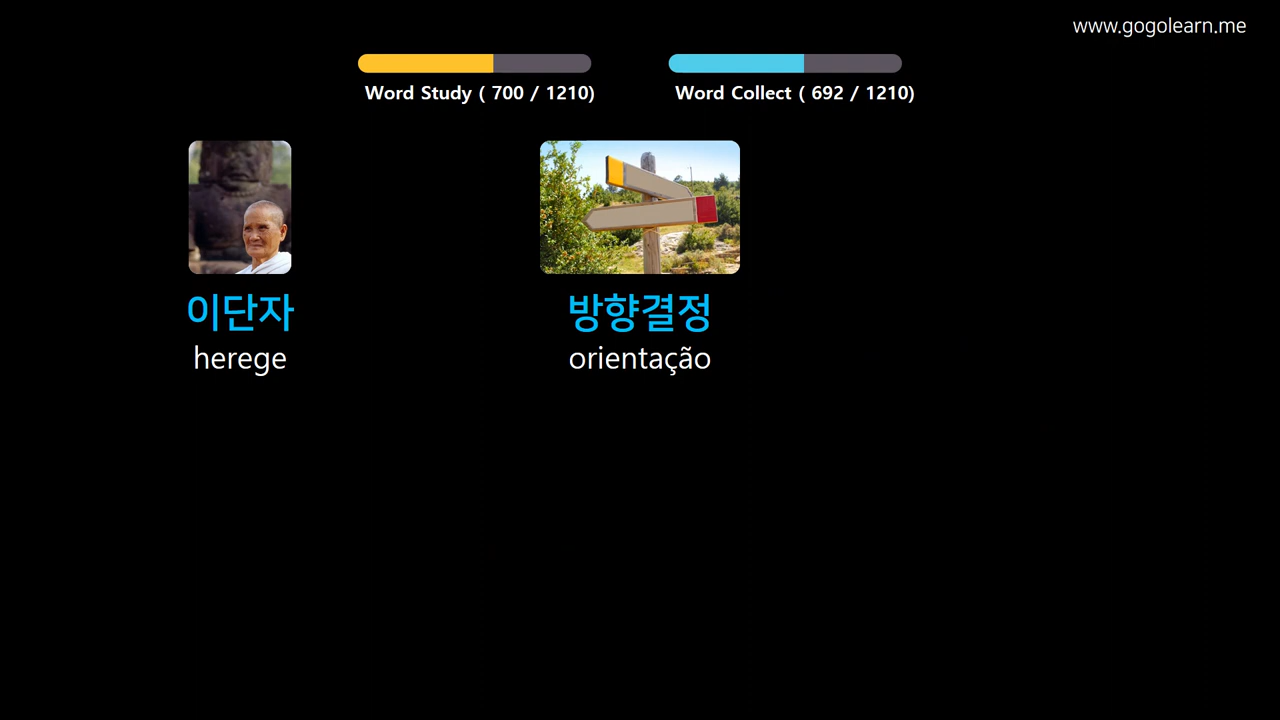 www.gogolearn.me
Word Study ( 700 / 1210)
Word Collect ( 692 / 1210)
이단자
herege
방향결정
orientação